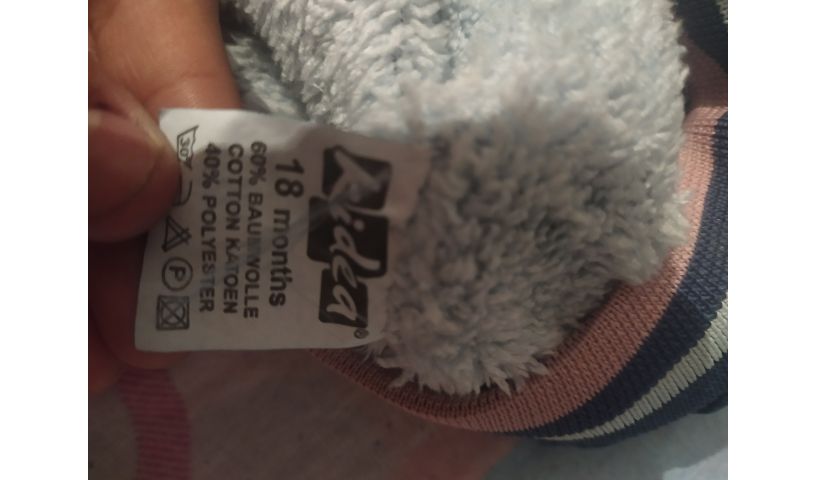 Kidea®
18 months
60% BAUMWOLLE
COTTON KATOEN
40% POLYESTER
30°
P